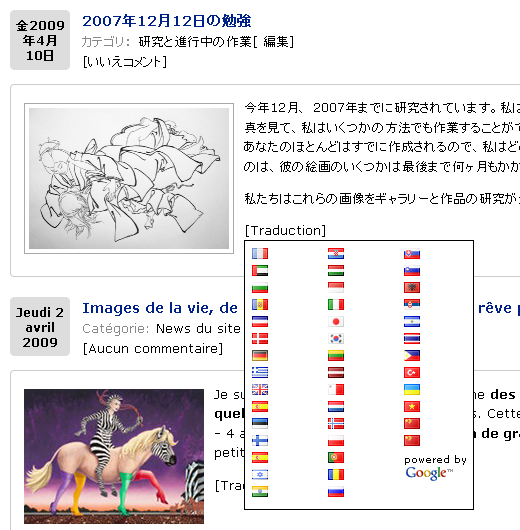 金2009
年4月
10日
2007年12月12日の勉強
カテゴリ: 研究と進行中の作業[ 編集]
[いいえコメント]
今年12月、2007年までに研究されています。私は
真を見て、私はいくつかの方法でも作業することが
あなたのほとんどはすでに作成されるので、私はど
のは、彼の絵画のいくつかは最後まで何ヶ月もかか
私たちはこれらの画像をギャラリーと作品の研究が
[Traduction]
Jeudi 2
avril
2009
Images de la vie, de
rêve
Catégorie: News du site
[Aucun commentaire]
Je su
ne des
quel
s. Cette
– 4 a
n de gra
petit
[Tra
powered by
Google™